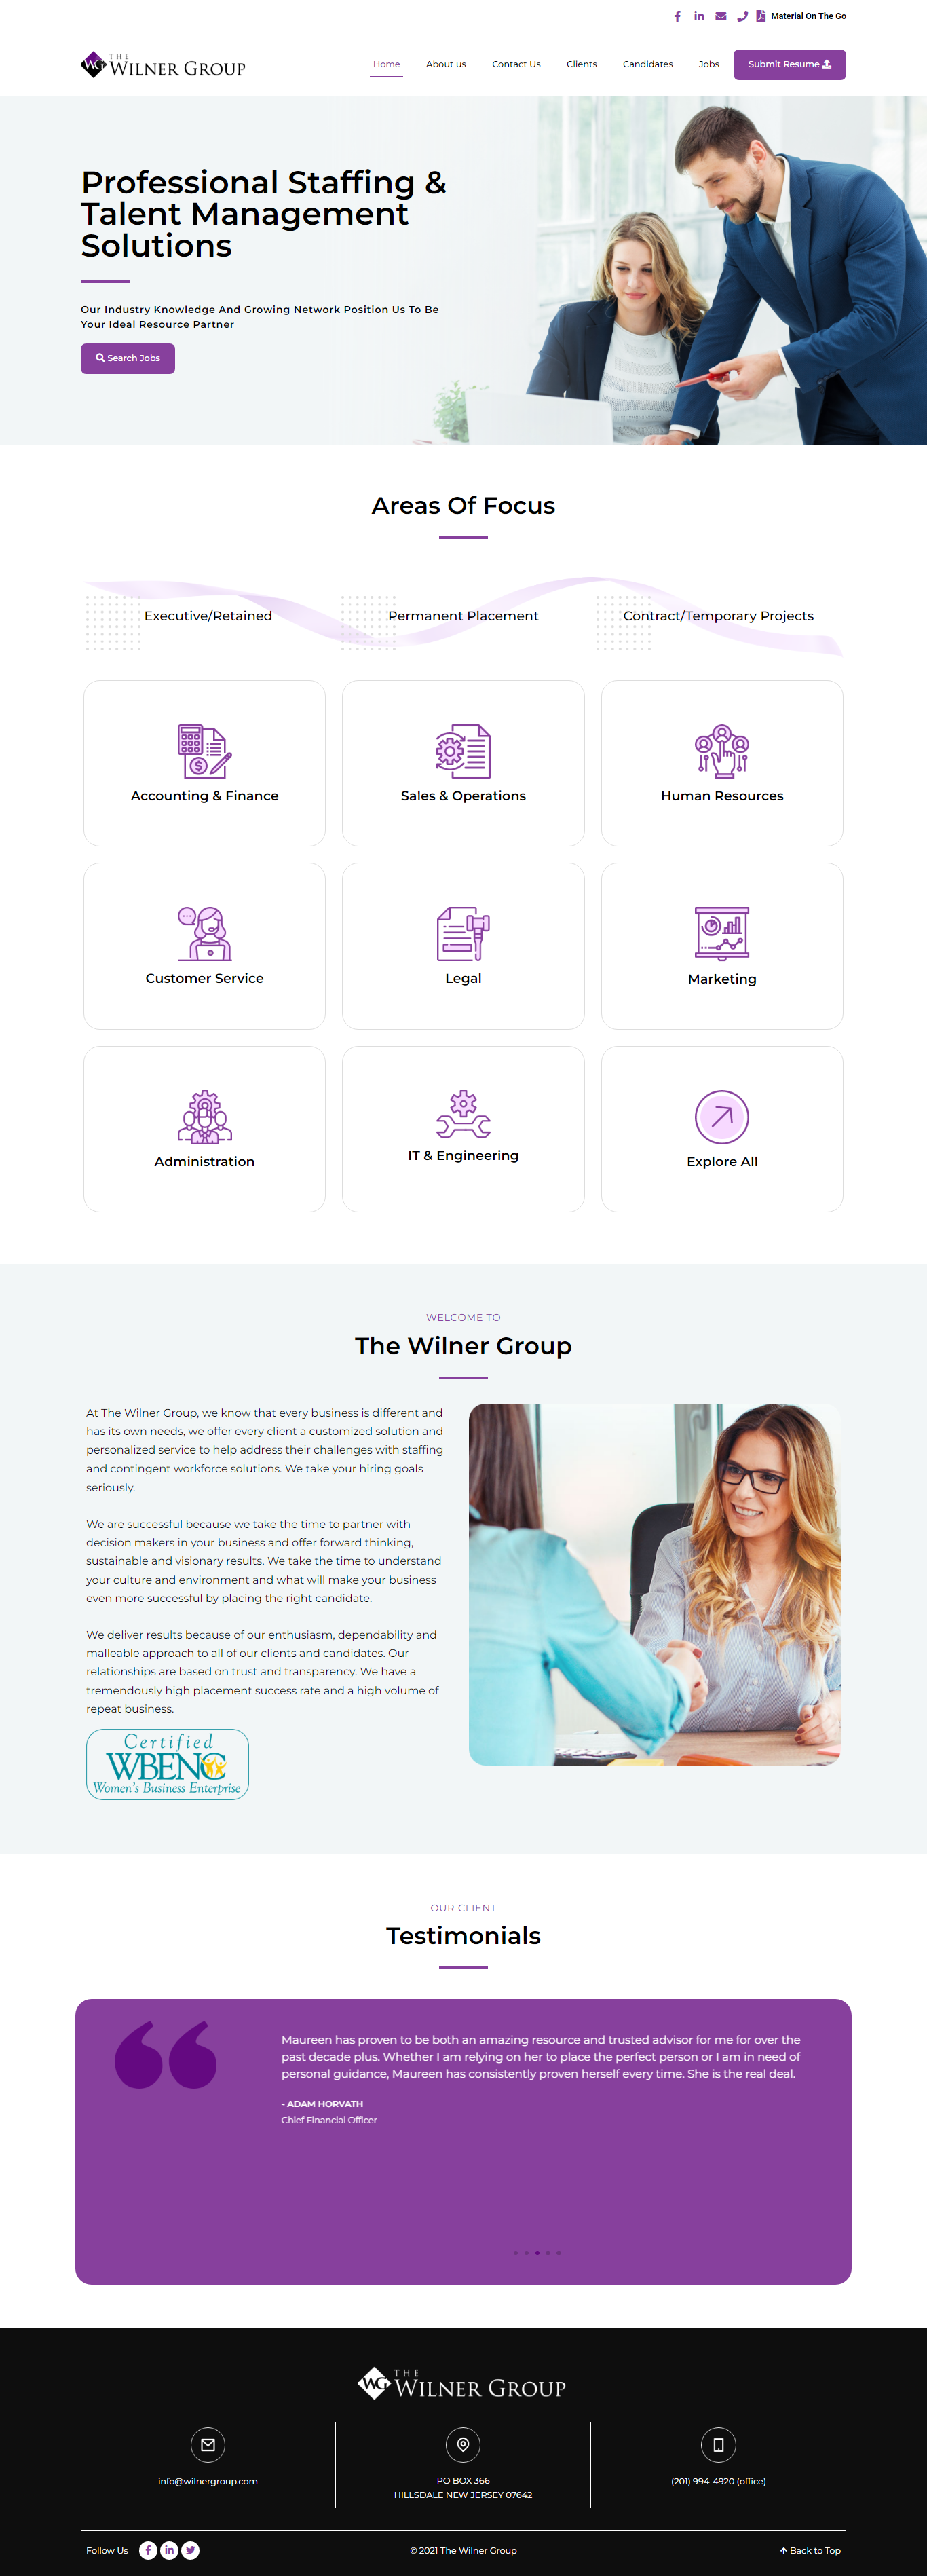 Material On The Go
THE
WG WILNER GROUP
Home About us Contact Us Clients Candidates Jobs Submit Resume
Professional Staffing &
Talent Management
Solutions
Our Industry Knowledge And Growing Network Position Us To Be
Your Ideal Resource Partner
Search Jobs
Areas Of Focus
Executive/Retained Permanent Placement Contract/Temporary Projects
Accounting & Finance Sales & Operations Human Resources
Customer Service Legal Marketing
Administration IT & Engineering Explore All
WELCOME TO
The Wilner Group
At The Wilner Group, we know that every business is different and
has its own needs, we offer every client a customized solution and
personalized service to help address their challenges with staffing
and contingent workforce solutions. We take your hiring goals
seriously.
We are successful because we take the time to partner with
decision makers in your business and offer forward thinking,
sustainable and visionary results. We take the time to understand
your culture and environment and what will make your business
even more successful by placing the right candidate.
We deliver results because of our enthusiasm, dependability and
malleable approach to all of our clients and candidates. Our
relationships are based on trust and transparency. We have a
tremendously high placement success rate and a high volume of
repeat business.
Certified
WBENC
Women's Business Enterprise
OUR CLIENT
Testimonials
Maureen has proven to be both an amazing resource and trusted advisor for me for over the
past decade plus. Whether I am relying on her to place the perfect person or I am in need of
personal guidance, Maureen has consistently proven herself every time. She is the real deal.
- ADAM HORVATH
Chief Financial Officer
THE
WG WILNER GROUP
info@wilnergroup.com
PO BOX 366
HILLSDALE NEW JERSEY 07642
(201) 994-4920 (office)
Follow Us © 2021 The Wilner Group Back to Top